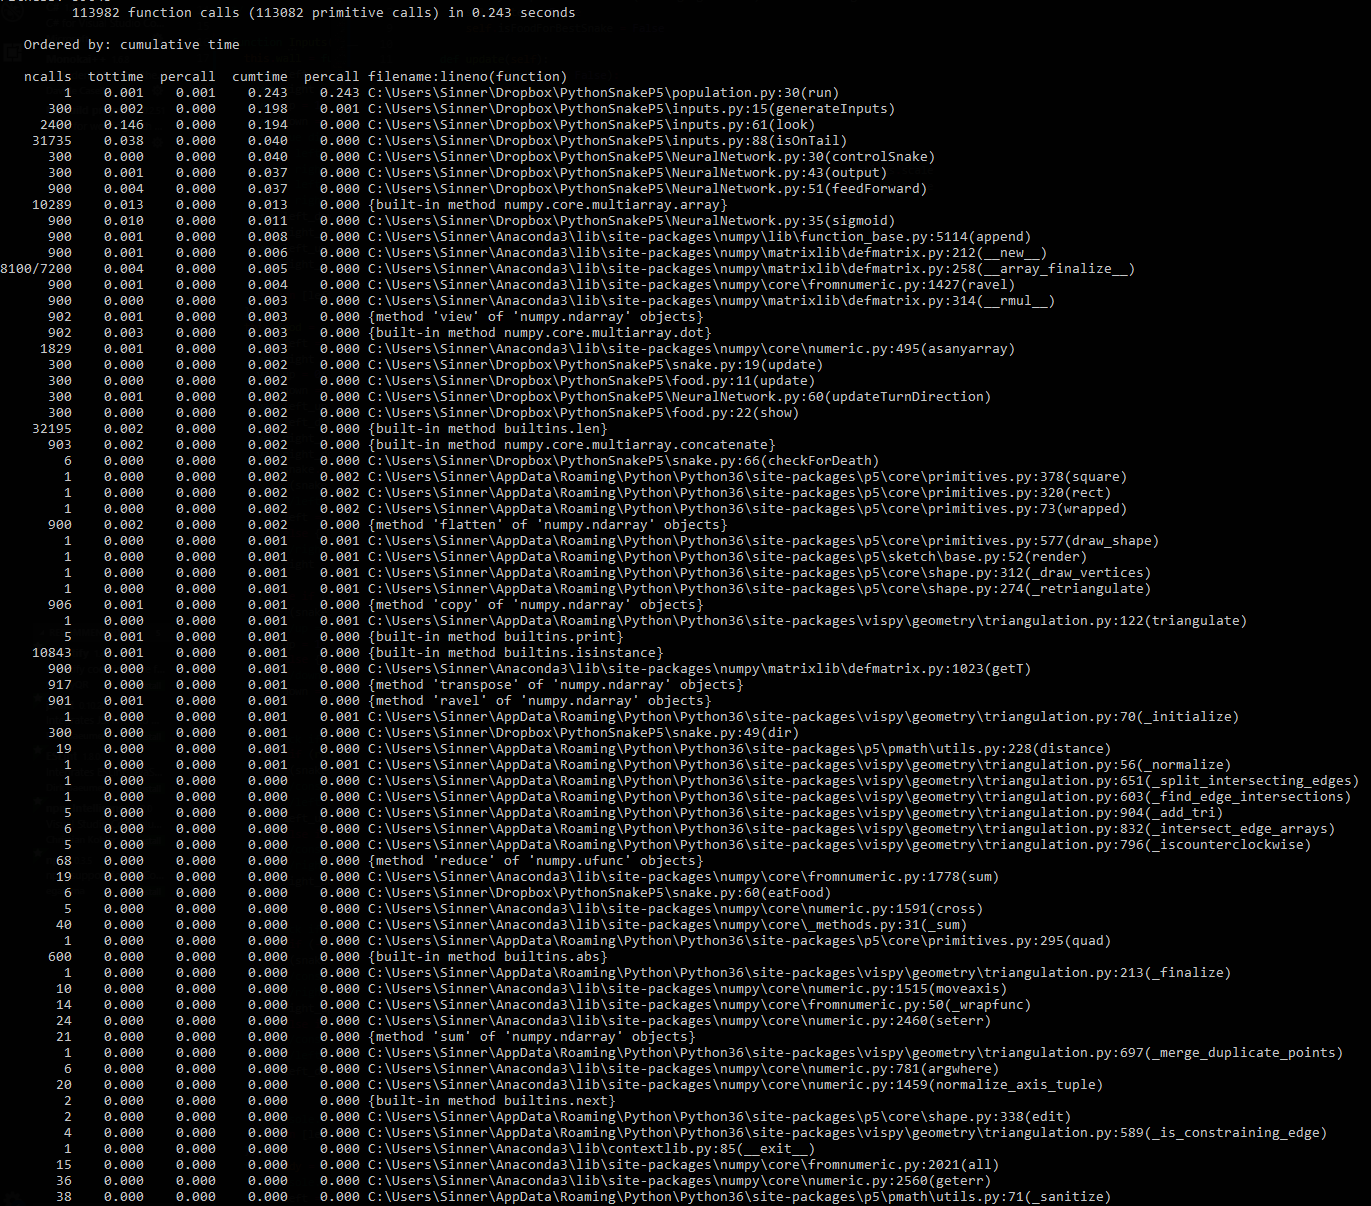 113982 function calls (113082 primitive calls) in 0.243 seconds
Ordered by: cumulative time
ncalls tottime percall cumtime percall filename:lineno(function)
1 0.001 0.001 0.243 0.243 C:\Users\Sinner\Dropbox\PythonSnakeP5\population.py:30(run)
300 0.002 0.000 0.198 0.001 C:\Users\Sinner\Dropbox\PythonSnakeP5\inputs.py:15(generateInputs)
2400 0.146 0.000 0.194 0.000 C:\Users\Sinner\Dropbox\PythonSnakeP5\inputs.py:61(look)
31735 0.038 0.000 0.040 0.000 C:\Users\Sinner\Dropbox\PythonSnakeP5\inputs.py:88(isOnTail)
300 0.000 0.000 0.040 0.000 C:\Users\Sinner\Dropbox\PythonSnakeP5\NeuralNetwork.py:30(controlSnake)
300 0.001 0.000 0.037 0.000 C:\Users\Sinner\Dropbox\PythonSnakeP5\NeuralNetwork.py:43(output)
900 0.004 0.000 0.037 0.000 C:\Users\Sinner\Dropbox\PythonSnakeP5\NeuralNetwork.py:51(feedForward)
10289 0.013 0.000 0.013 0.000 {built-in method numpy.core.multiarray.array}
900 0.010 0.000 0.011 0.000 C:\Users\Sinner\Dropbox\PythonSnakeP5\NeuralNetwork.py:35(sigmoid)
900 0.001 0.000 0.008 0.000 C:\Users\Sinner\Anaconda3\lib\site-packages\numpy\lib\function_base.py:5114(append)
900 0.001 0.000 0.006 0.000 C:\Users\Sinner\Anaconda3\lib\site-packages\numpy\matrixlib\defmatrix.py:212(__new__)
8100/7200 0.004 0.000 0.005 0.000 C:\Users\Sinner\Anaconda3\lib\site-packages\numpy\matrixlib\defmatrix.py:258(__array_finalize__)
900 0.001 0.000 0.004 0.000 C:\Users\Sinner\Anaconda3\lib\site-packages\numpy\core\fromnumeric.py:1427(ravel)
900 0.000 0.000 0.003 0.000 C:\Users\Sinner\Anaconda3\lib\site-packages\numpy\matrixlib\defmatrix.py:314(__rmul__)
902 0.001 0.000 0.003 0.000 {method 'view' of 'numpy.ndarray' objects}
902 0.003 0.000 0.003 0.000 {built-in method numpy.core.multiarray.dot}
1829 0.001 0.000 0.003 0.000 C:\Users\Sinner\Anaconda3\lib\site-packages\numpy\core\numeric.py:495(asanyarray)
300 0.000 0.000 0.002 0.000 C:\Users\Sinner\Dropbox\PythonSnakeP5\snake.py:19(update)
300 0.000 0.000 0.002 0.000 C:\Users\Sinner\Dropbox\PythonSnakeP5\food.py:11(update)
300 0.001 0.000 0.002 0.000 C:\Users\Sinner\Dropbox\PythonSnakeP5\NeuralNetwork.py:60(updateTurnDirection)
300 0.000 0.000 0.002 0.000 C:\Users\Sinner\Dropbox\PythonSnakeP5\food.py:22(show)
32195 0.002 0.000 0.002 0.000 {built-in method builtins.len}
903 0.002 0.000 0.002 0.000 {built-in method numpy.core.multiarray.concatenate}
6 0.000 0.000 0.002 0.000 C:\Users\Sinner\Dropbox\PythonSnakeP5\snake.py:66(checkForDeath)
1 0.000 0.000 0.002 0.002 C:\Users\Sinner\AppData\Roaming\Python\Python36\site-packages\p5\core\primitives.py:378(square)
1 0.000 0.000 0.002 0.002 C:\Users\Sinner\AppData\Roaming\Python\Python36\site-packages\p5\core\primitives.py:320(rect)
1 0.000 0.000 0.002 0.002 C:\Users\Sinner\AppData\Roaming\Python\Python36\site-packages\p5\core\primitives.py:73(wrapped)
900 0.002 0.000 0.002 0.000 {method 'flatten' of 'numpy.ndarray' objects}
1 0.000 0.000 0.001 0.001 C:\Users\Sinner\AppData\Roaming\Python\Python36\site-packages\p5\core\primitives.py:577(draw_shape)
1 0.000 0.000 0.001 0.001 C:\Users\Sinner\AppData\Roaming\Python\Python36\site-packages\p5\sketch\base.py:52(render)
1 0.000 0.000 0.001 0.001 C:\Users\Sinner\AppData\Roaming\Python\Python36\site-packages\p5\core\shape.py:312(_draw_vertices)
1 0.000 0.000 0.001 0.001 C:\Users\Sinner\AppData\Roaming\Python\Python36\site-packages\p5\core\shape.py:274(_retriangulate)
906 0.001 0.000 0.001 0.000 {method 'copy' of 'numpy.ndarray' objects}
1 0.000 0.000 0.001 0.001 C:\Users\Sinner\AppData\Roaming\Python\Python36\site-packages\vispy\geometry\triangulation.py:122(triangulate)
5 0.001 0.000 0.001 0.000 {built-in method builtins.print}
10843 0.001 0.000 0.001 0.000 {built-in method builtins.isinstance}
900 0.000 0.000 0.001 0.000 C:\Users\Sinner\Anaconda3\lib\site-packages\numpy\matrixlib\defmatrix.py:1023(getT)
917 0.000 0.000 0.001 0.000 {method 'transpose' of 'numpy.ndarray' objects}
901 0.001 0.000 0.001 0.000 {method 'ravel' of 'numpy.ndarray' objects}
1 0.000 0.000 0.001 0.001 C:\Users\Sinner\AppData\Roaming\Python\Python36\site-packages\vispy\geometry\triangulation.py:70(_initialize)
300 0.000 0.000 0.001 0.000 C:\Users\Sinner\Dropbox\PythonSnakeP5\snake.py:49(dir)
19 0.000 0.000 0.001 0.000 C:\Users\Sinner\AppData\Roaming\Python\Python36\site-packages\p5\pmath\utils.py:228(distance)
1 0.000 0.000 0.001 0.001 C:\Users\Sinner\AppData\Roaming\Python\Python36\site-packages\vispy\geometry\triangulation.py:56(_normalize)
1 0.000 0.000 0.000 0.000 C:\Users\Sinner\AppData\Roaming\Python\Python36\site-packages\vispy\geometry\triangulation.py:651(_split_intersecting_edges)
1 0.000 0.000 0.000 0.000 C:\Users\Sinner\AppData\Roaming\Python\Python36\site-packages\vispy\geometry\triangulation.py:603(_find_edge_intersections)
5 0.000 0.000 0.000 0.000 C:\Users\Sinner\AppData\Roaming\Python\Python36\site-packages\vispy\geometry\triangulation.py:904(_add_tri)
6 0.000 0.000 0.000 0.000 C:\Users\Sinner\AppData\Roaming\Python\Python36\site-packages\vispy\geometry\triangulation.py:832(_intersect_edge_arrays)
5 0.000 0.000 0.000 0.000 C:\Users\Sinner\AppData\Roaming\Python\Python36\site-packages\vispy\geometry\triangulation.py:796(_iscounterclockwise)
68 0.000 0.000 0.000 0.000 {method 'reduce' of 'numpy.ufunc' objects}
19 0.000 0.000 0.000 0.000 C:\Users\Sinner\Anaconda3\lib\site-packages\numpy\core\fromnumeric.py:1778(sum)
6 0.000 0.000 0.000 0.000 C:\Users\Sinner\Dropbox\PythonSnakeP5\snake.py:60(eatFood)
5 0.000 0.000 0.000 0.000 C:\Users\Sinner\Anaconda3\lib\site-packages\numpy\core\numeric.py:1591(cross)
40 0.000 0.000 0.000 0.000 C:\Users\Sinner\Anaconda3\lib\site-packages\numpy\core\_methods.py:31(_sum)
1 0.000 0.000 0.000 0.000 C:\Users\Sinner\AppData\Roaming\Python\Python36\site-packages\p5\core\primitives.py:295(quad)
600 0.000 0.000 0.000 0.000 {built-in method builtins.abs}
1 0.000 0.000 0.000 0.000 C:\Users\Sinner\AppData\Roaming\Python\Python36\site-packages\vispy\geometry\triangulation.py:213(_finalize)
10 0.000 0.000 0.000 0.000 C:\Users\Sinner\Anaconda3\lib\site-packages\numpy\core\numeric.py:1515(moveaxis)
14 0.000 0.000 0.000 0.000 C:\Users\Sinner\Anaconda3\lib\site-packages\numpy\core\fromnumeric.py:50(_wrapfunc)
24 0.000 0.000 0.000 0.000 C:\Users\Sinner\Anaconda3\lib\site-packages\numpy\core\numeric.py:2460(seterr)
21 0.000 0.000 0.000 0.000 {method 'sum' of 'numpy.ndarray' objects}
1 0.000 0.000 0.000 0.000 C:\Users\Sinner\AppData\Roaming\Python\Python36\site-packages\vispy\geometry\triangulation.py:697(_merge_duplicate_points)
6 0.000 0.000 0.000 0.000 C:\Users\Sinner\Anaconda3\lib\site-packages\numpy\core\numeric.py:781(argwhere)
20 0.000 0.000 0.000 0.000 C:\Users\Sinner\Anaconda3\lib\site-packages\numpy\core\numeric.py:1459(normalize_axis_tuple)
2 0.000 0.000 0.000 0.000 {built-in method builtins.next}
2 0.000 0.000 0.000 0.000 C:\Users\Sinner\AppData\Roaming\Python\Python36\site-packages\p5\core\shape.py:338(edit)
4 0.000 0.000 0.000 0.000 C:\Users\Sinner\AppData\Roaming\Python\Python36\site-packages\vispy\geometry\triangulation.py:589(_is_constraining_edge)
1 0.000 0.000 0.000 0.000 C:\Users\Sinner\Anaconda3\lib\contextlib.py:85(__exit__)
15 0.000 0.000 0.000 0.000 C:\Users\Sinner\Anaconda3\lib\site-packages\numpy\core\fromnumeric.py:2021(all)
36 0.000 0.000 0.000 0.000 C:\Users\Sinner\Anaconda3\lib\site-packages\numpy\core\numeric.py:2560(geterr)
38 0.000 0.000 0.000 0.000 C:\Users\Sinner\AppData\Roaming\Python\Python36\site-packages\p5\pmath\utils.py:71(_sanitize)